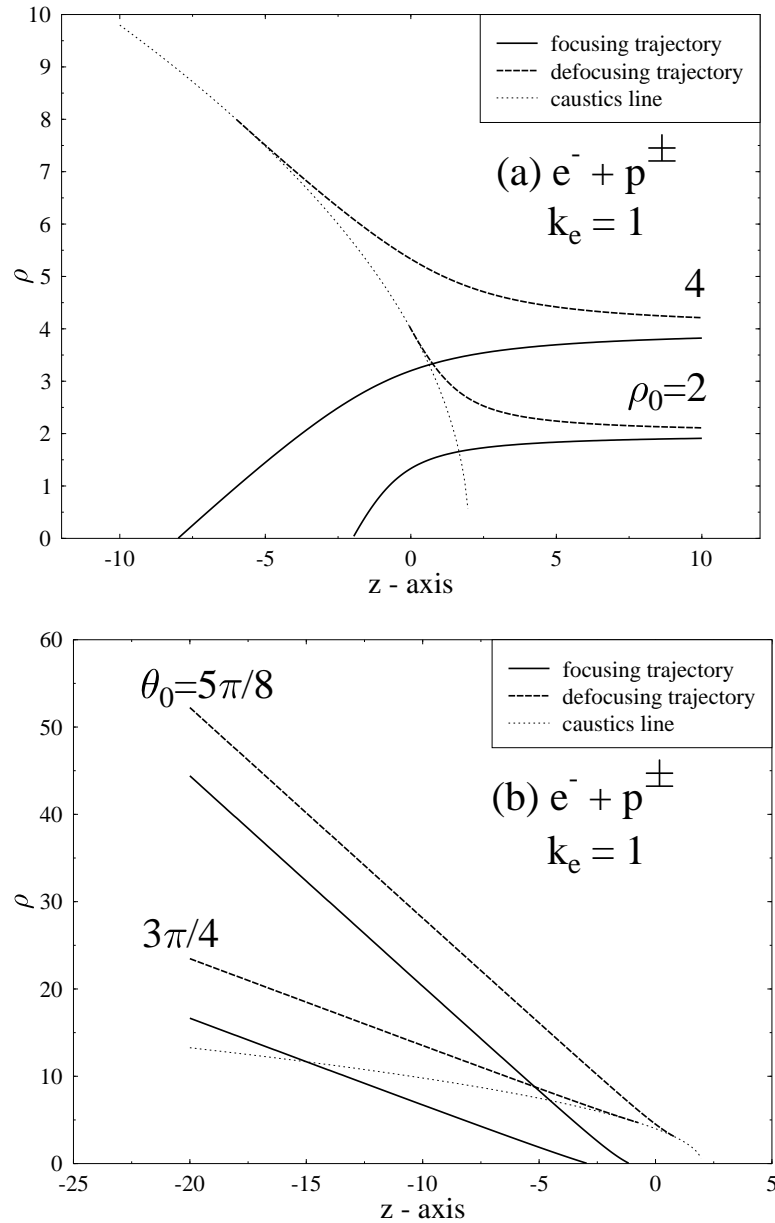 10
9
8
7
6
5
4
3
2
1
0
ρ
focusing trajectory
defocusing trajectory
caustics line
(a) e⁻ + p±
kₑ = 1
4
ρ₀=2
-10 -5 0 5 10
z - axis
60
50
40
30
20
10
0
ρ
focusing trajectory
defocusing trajectory
caustics line
θ₀=5π/8
(b) e⁻ + p±
kₑ = 1
3π/4
-25 -20 -15 -10 -5 0 5
z - axis